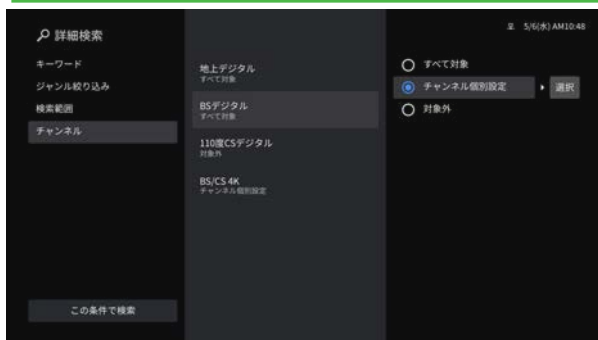 詳細検索
5/6(水) AM10:48
キーワード
ジャンル絞り込み
検索範囲
チャンネル
この条件で検索
地上デジタル
すべて対象
BSデジタル
すべて対象
110度CSデジタル
対象外
BS/CS 4K
チャンネル個別設定
すべて対象
チャンネル個別設定
選択
対象外